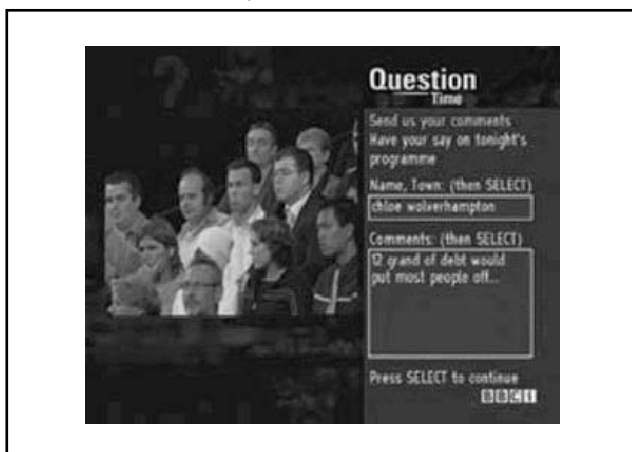 Question
Time
Send us your comments
Have your say on tonight's
programme
Name, Town: (then SELECT)
chloe wolverhampton
Comments: (then SELECT)
12 grand of debt would
put most people off...
Press SELECT to continue
BBCi